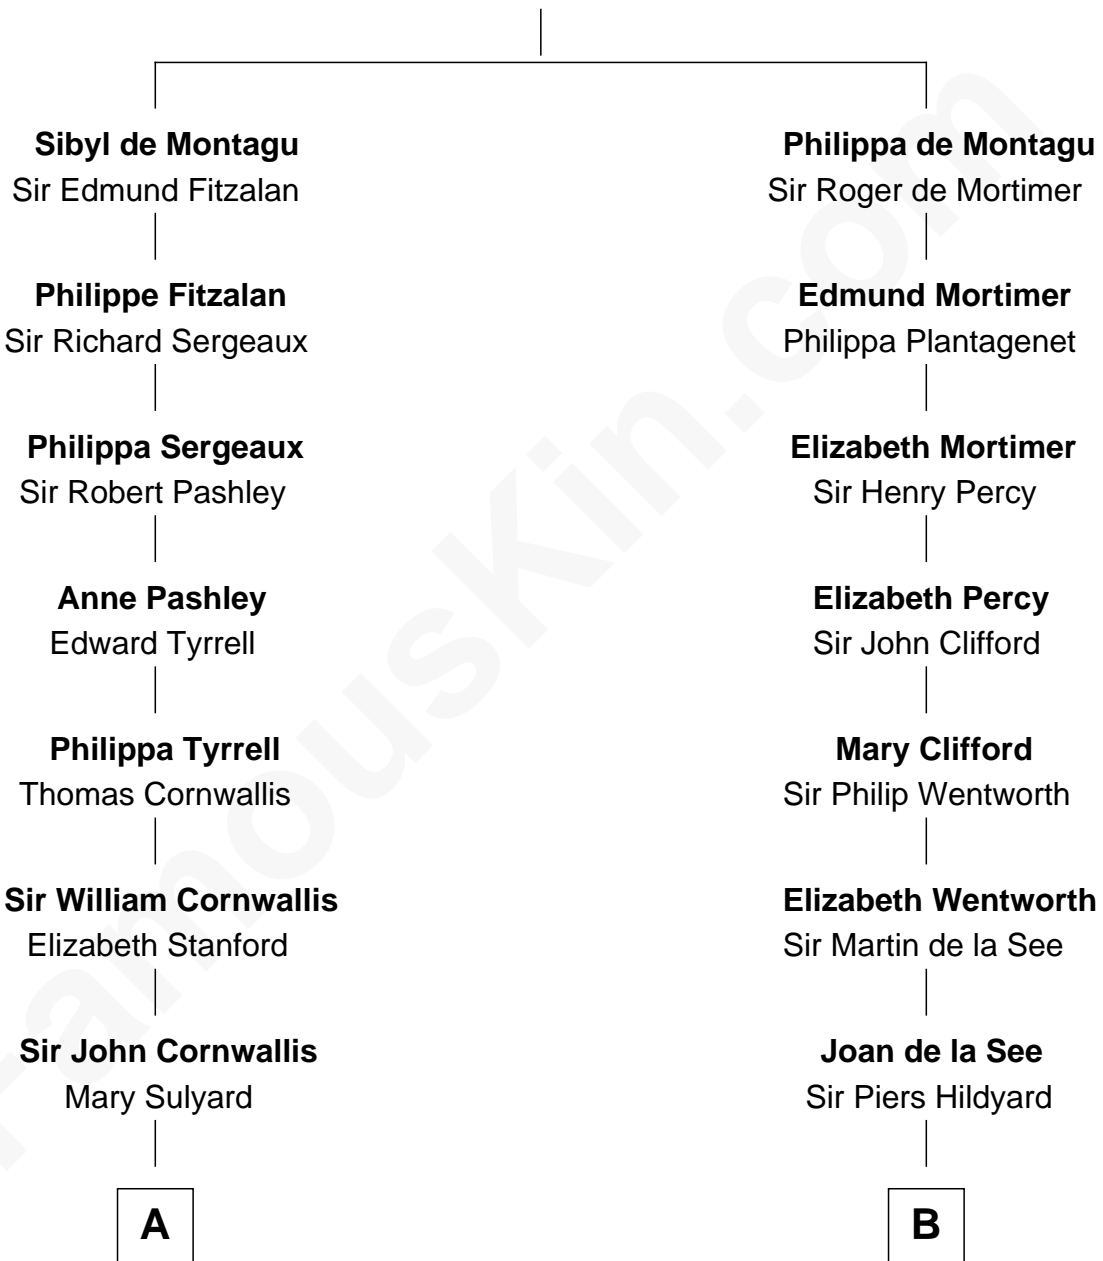 Sibyl de Montagu
Sir Edmund Fitzalan
Philippe Fitzalan
Sir Richard Sergeaux
Philippa Sergeaux
Sir Robert Pashley
Anne Pashley
Edward Tyrrell
Philippa Tyrrell
Thomas Cornwallis
Sir William Cornwallis
Elizabeth Stanford
Sir John Cornwallis
Mary Sulyard
A
Philippa de Montagu
Sir Roger de Mortimer
Edmund Mortimer
Philippa Plantagenet
Elizabeth Mortimer
Sir Henry Percy
Elizabeth Percy
Sir John Clifford
Mary Clifford
Sir Philip Wentworth
Elizabeth Wentworth
Sir Martin de la See
Joan de la See
Sir Piers Hildyard
B
FamousKin.com